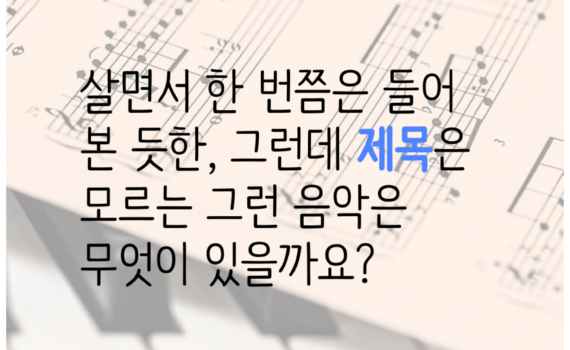 살면서 한 번쯤은 들어
본 듯한, 그런데 제목은
모르는 그런 음악은
무엇이 있을까요?